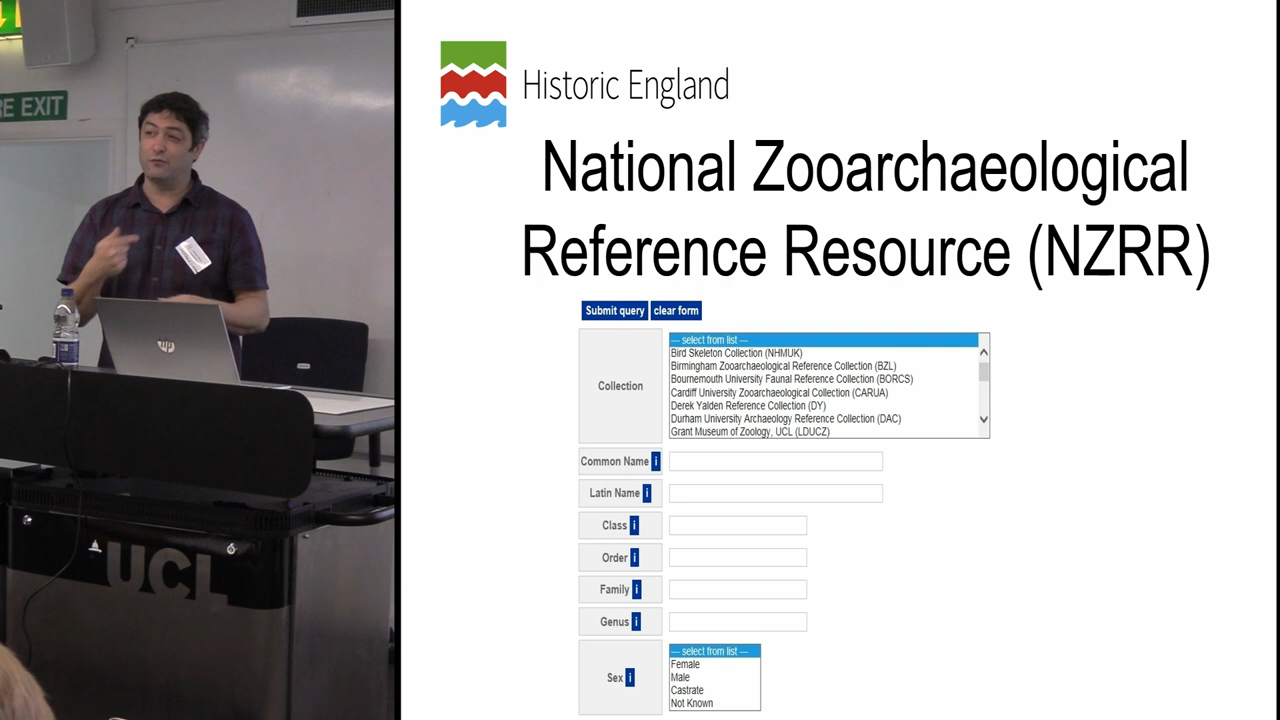 RE EXIT
hp
UCL
Historic England
National Zooarchaeological
Reference Resource (NZRR)
Submit query clear form
Collection
--- select from list ---
Bird Skeleton Collection (NHMUK)
Birmingham Zooarchaeological Reference Collection (BZL)
Bournemouth University Faunal Reference Collection (BORCS)
Cardiff University Zooarchaeological Collection (CARUA)
Derek Yalden Reference Collection (DY)
Durham University Archaeology Reference Collection (DAC)
Grant Museum of Zoology, UCL (LDUCZ)
Common Name i
Latin Name i
Class i
Order i
Family i
Genus i
Sex i
--- select from list ---
Female
Male
Castrate
Not Known